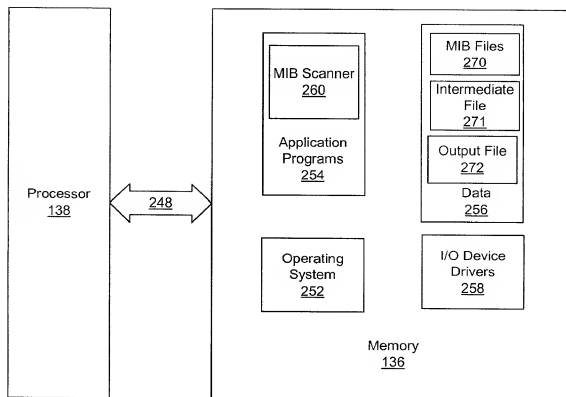 Processor
138
248
MIB Scanner
260
Application
Programs
254
MIB Files
270
Intermediate
File
271
Output File
272
Data
256
Operating
System
252
I/O Device
Drivers
258
Memory
136